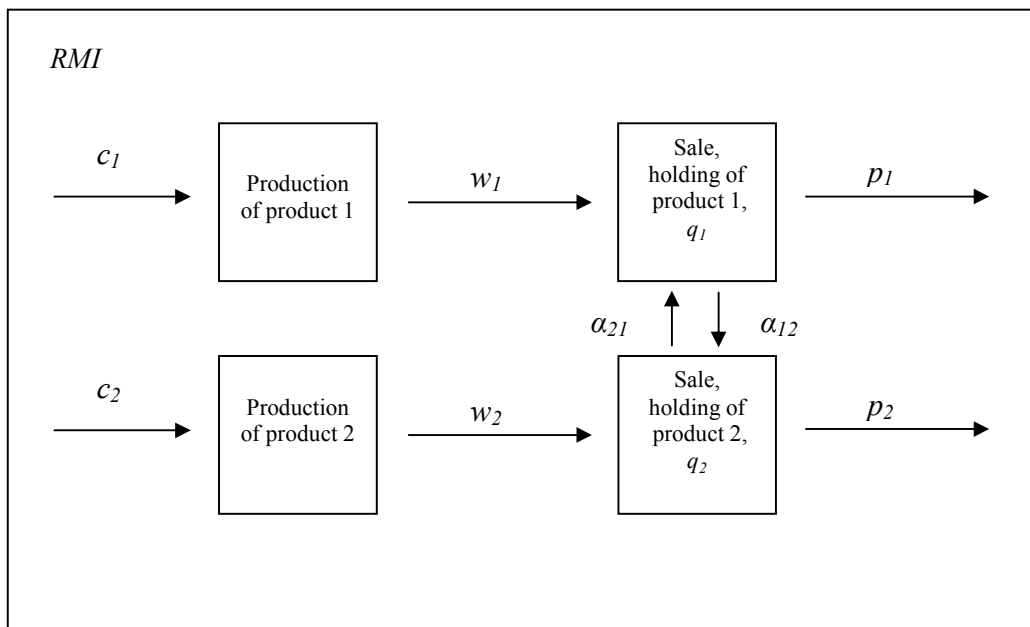 RMI
c1
Production
of product 1
w1
Sale,
holding of
product 1,
q1
p1
α21
α12
c2
Production
of product 2
w2
Sale,
holding of
product 2,
q2
p2